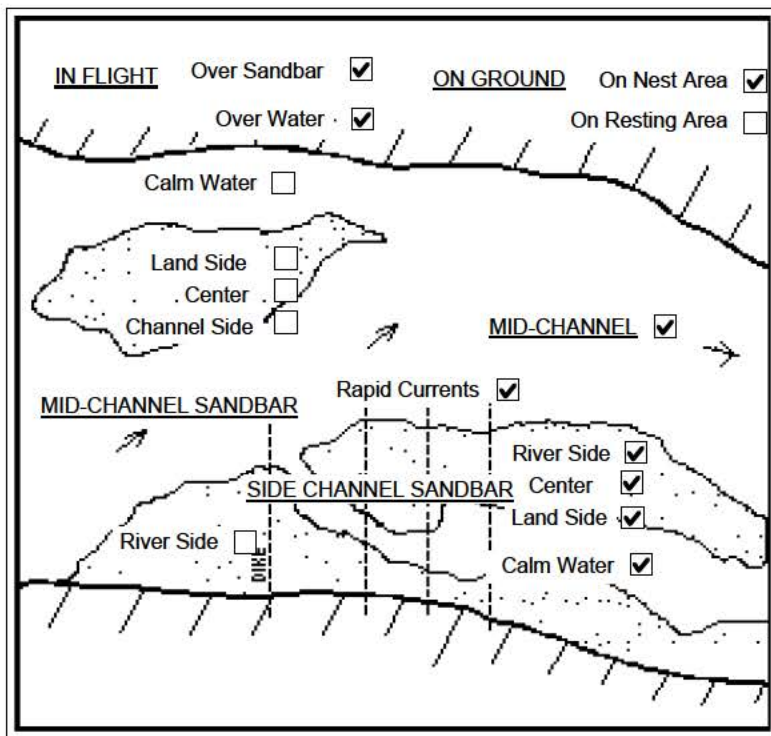 IN FLIGHT Over Sandbar ON GROUND On Nest Area
Over Water On Resting Area
Calm Water
Land Side
Center
Channel Side
MID-CHANNEL
Rapid Currents
MID-CHANNEL SANDBAR
River Side
SIDE CHANNEL SANDBAR Center
Land Side
River Side
Calm Water
DIKE